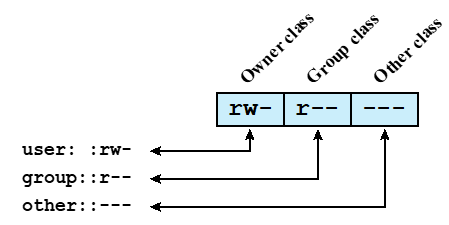 Owner class
Group class
Other class
rw- r-- ---
user: :rw-
group::r--
other::---